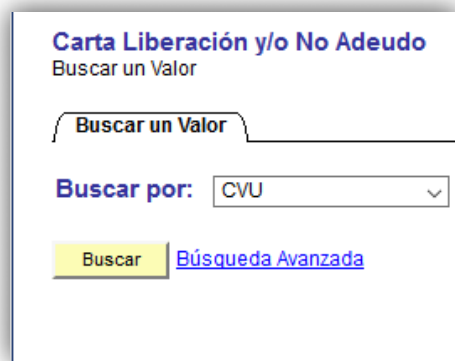 Carta Liberación y/o No Adeudo
Buscar un Valor
Buscar un Valor
Buscar por: CVU
Buscar Búsqueda Avanzada